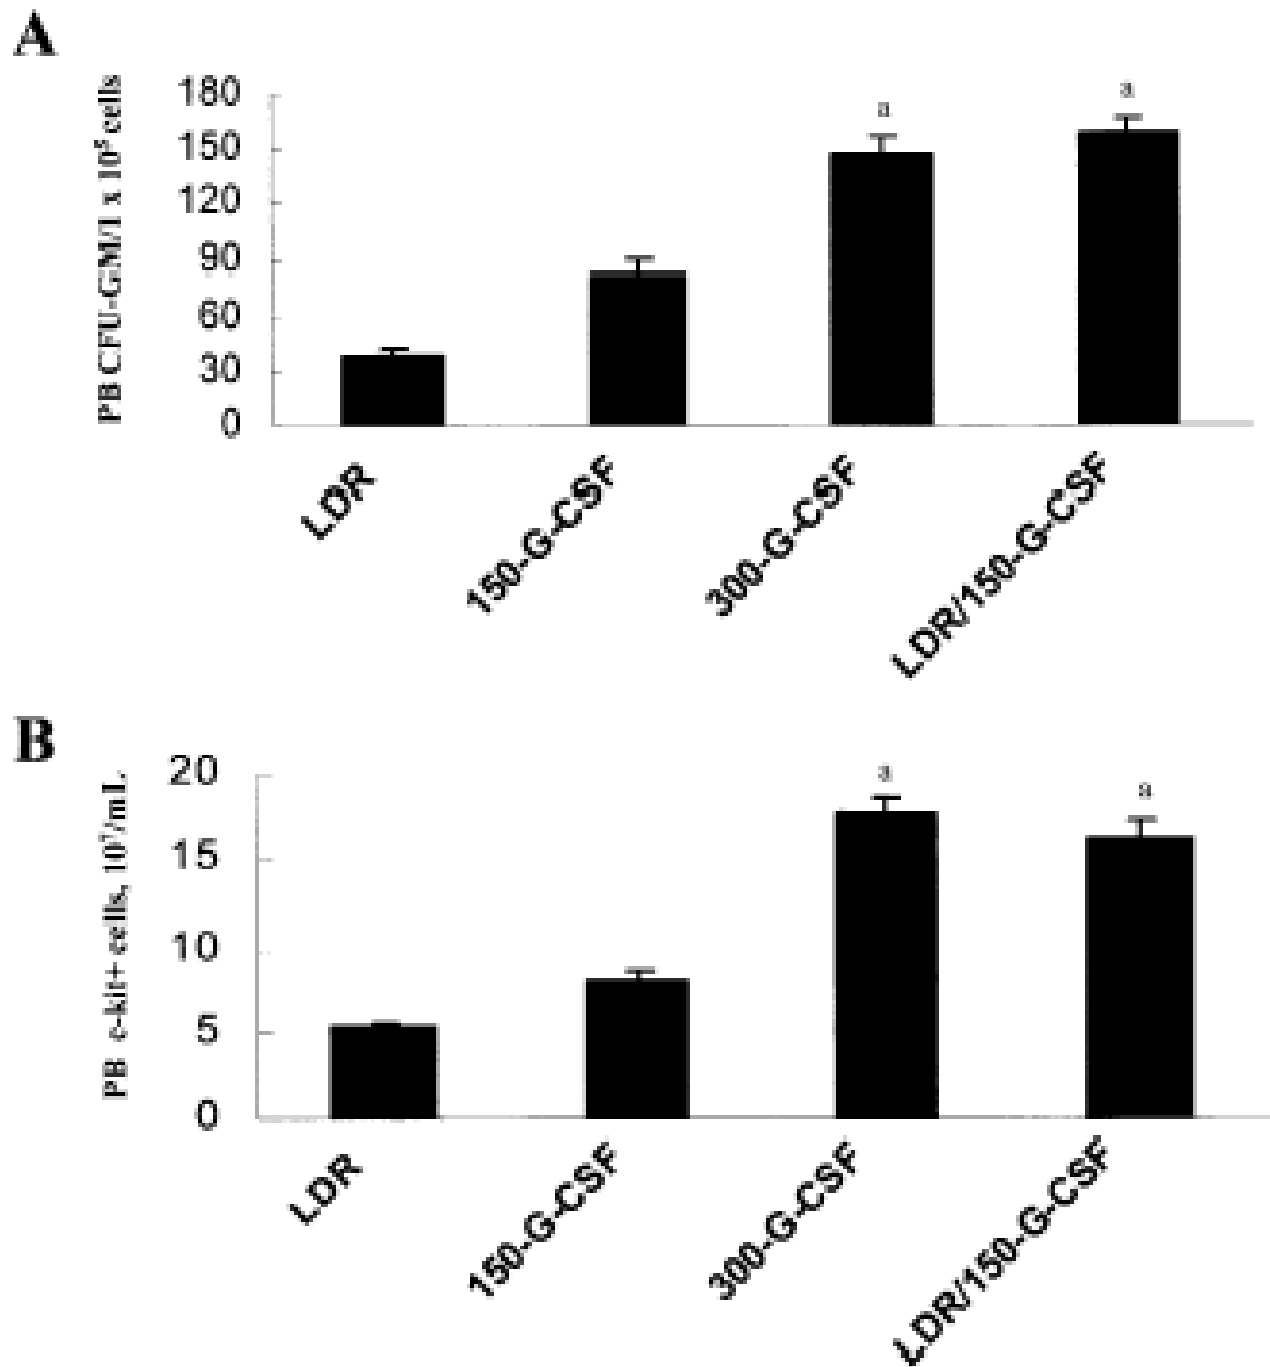 A
PB CFU-GM/1 x 10⁵ cells
180
150
120
90
60
30
0
a
a
LDR
150-G-CSF
300-G-CSF
LDR/150-G-CSF
B
PB c-kit+ cells, 10⁷/mL
20
15
10
5
0
a
a
LDR
150-G-CSF
300-G-CSF
LDR/150-G-CSF